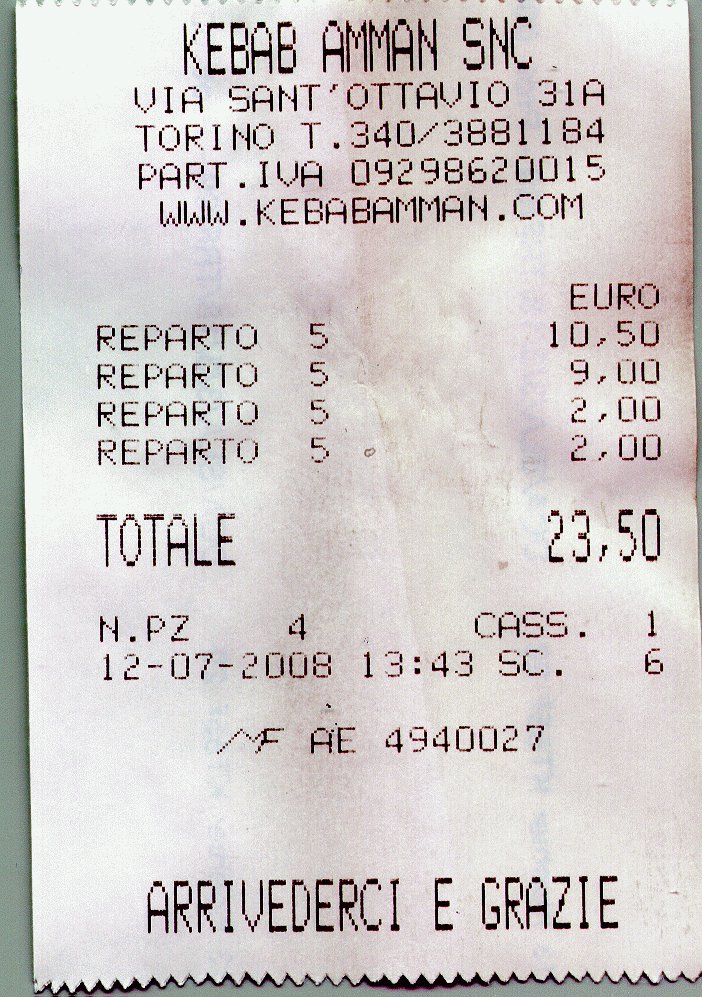 KEBAB AMMAN SNC
VIA SANT'OTTAVIO 31A
TORINO T.340/3881184
PART.IVA 09298620015
WWW.KEBABAMMAN.COM
EURO
REPARTO 5 10,50
REPARTO 5 9,00
REPARTO 5 2,00
REPARTO 5 2,00
TOTALE 23,50
N.PZ 4 CASS. 1
12-07-2008 13:43 SC. 6
MF AE 4940027
ARRIVEDERCI E GRAZIE